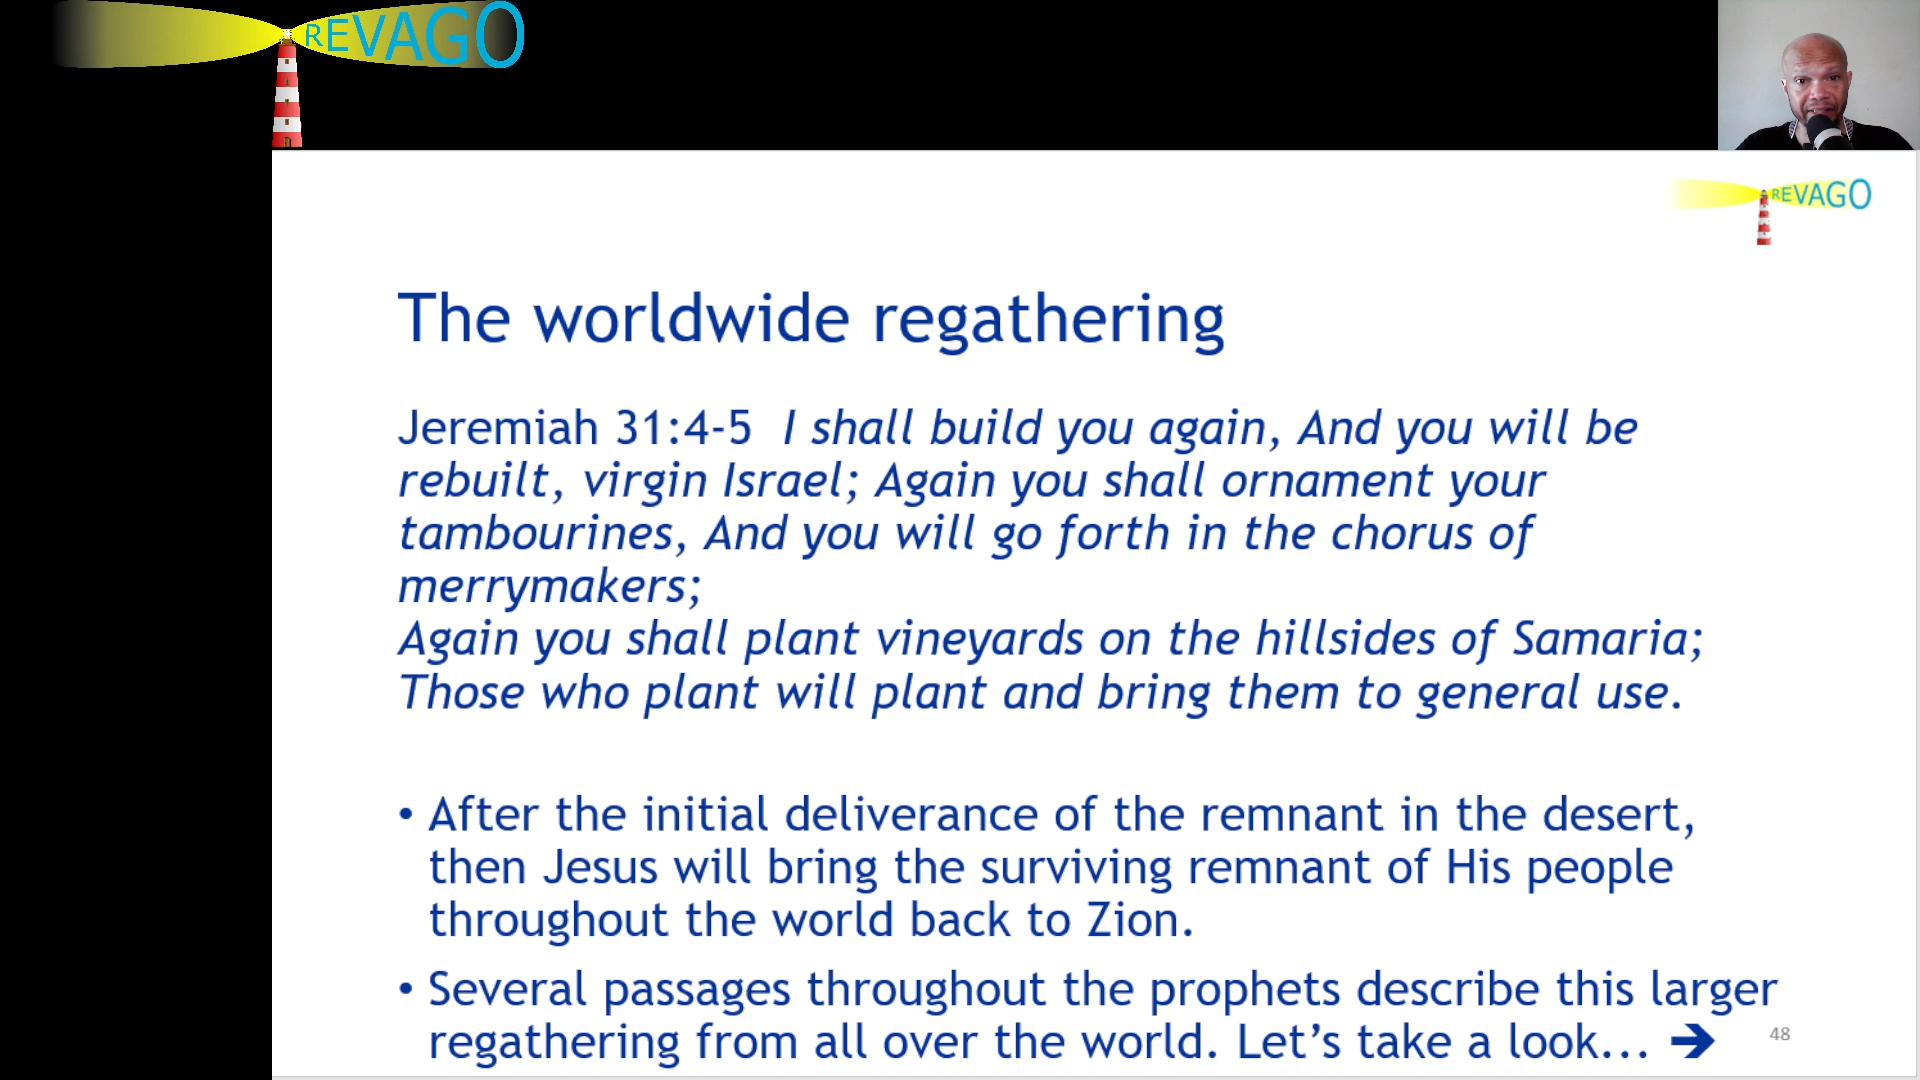 REVAGO
REVAGO
The worldwide regathering
Jeremiah 31:4-5 I shall build you again, And you will be
rebuilt, virgin Israel; Again you shall ornament your
tambourines, And you will go forth in the chorus of
merrymakers;
Again you shall plant vineyards on the hillsides of Samaria;
Those who plant will plant and bring them to general use.
• After the initial deliverance of the remnant in the desert,
then Jesus will bring the surviving remnant of His people
throughout the world back to Zion.
• Several passages throughout the prophets describe this larger
regathering from all over the world. Let’s take a look... ➔
48